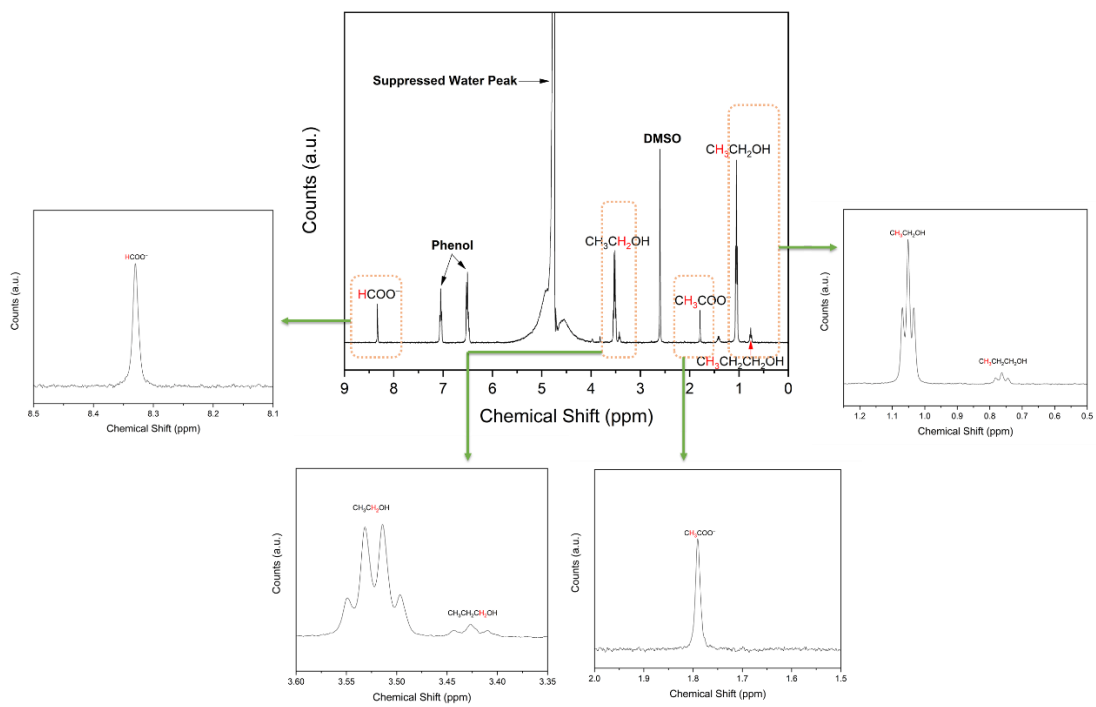 Suppressed Water Peak
DMSO
CH₃CH₂OH
CH₃CH₂OH
Phenol
HCOO⁻
CH₃COO⁻
CH₃CH₂CH₂OH
Counts (a.u.)
9 8 7 6 5 4 3 2 1 0
Chemical Shift (ppm)
HCOO⁻
Counts (a.u.)
8.5 8.4 8.3 8.2 8.1
Chemical Shift (ppm)
CH₃CH₂OH
CH₃CH₂CH₂OH
Counts (a.u.)
1.2 1.1 1.0 0.9 0.8 0.7 0.6 0.5
Chemical Shift (ppm)
CH₃CH₂OH
CH₃CH₂CH₂OH
Counts (a.u.)
3.60 3.55 3.50 3.45 3.40 3.35
Chemical Shift (ppm)
CH₃COO⁻
Counts (a.u.)
2.0 1.9 1.8 1.7 1.6 1.5
Chemical Shift (ppm)